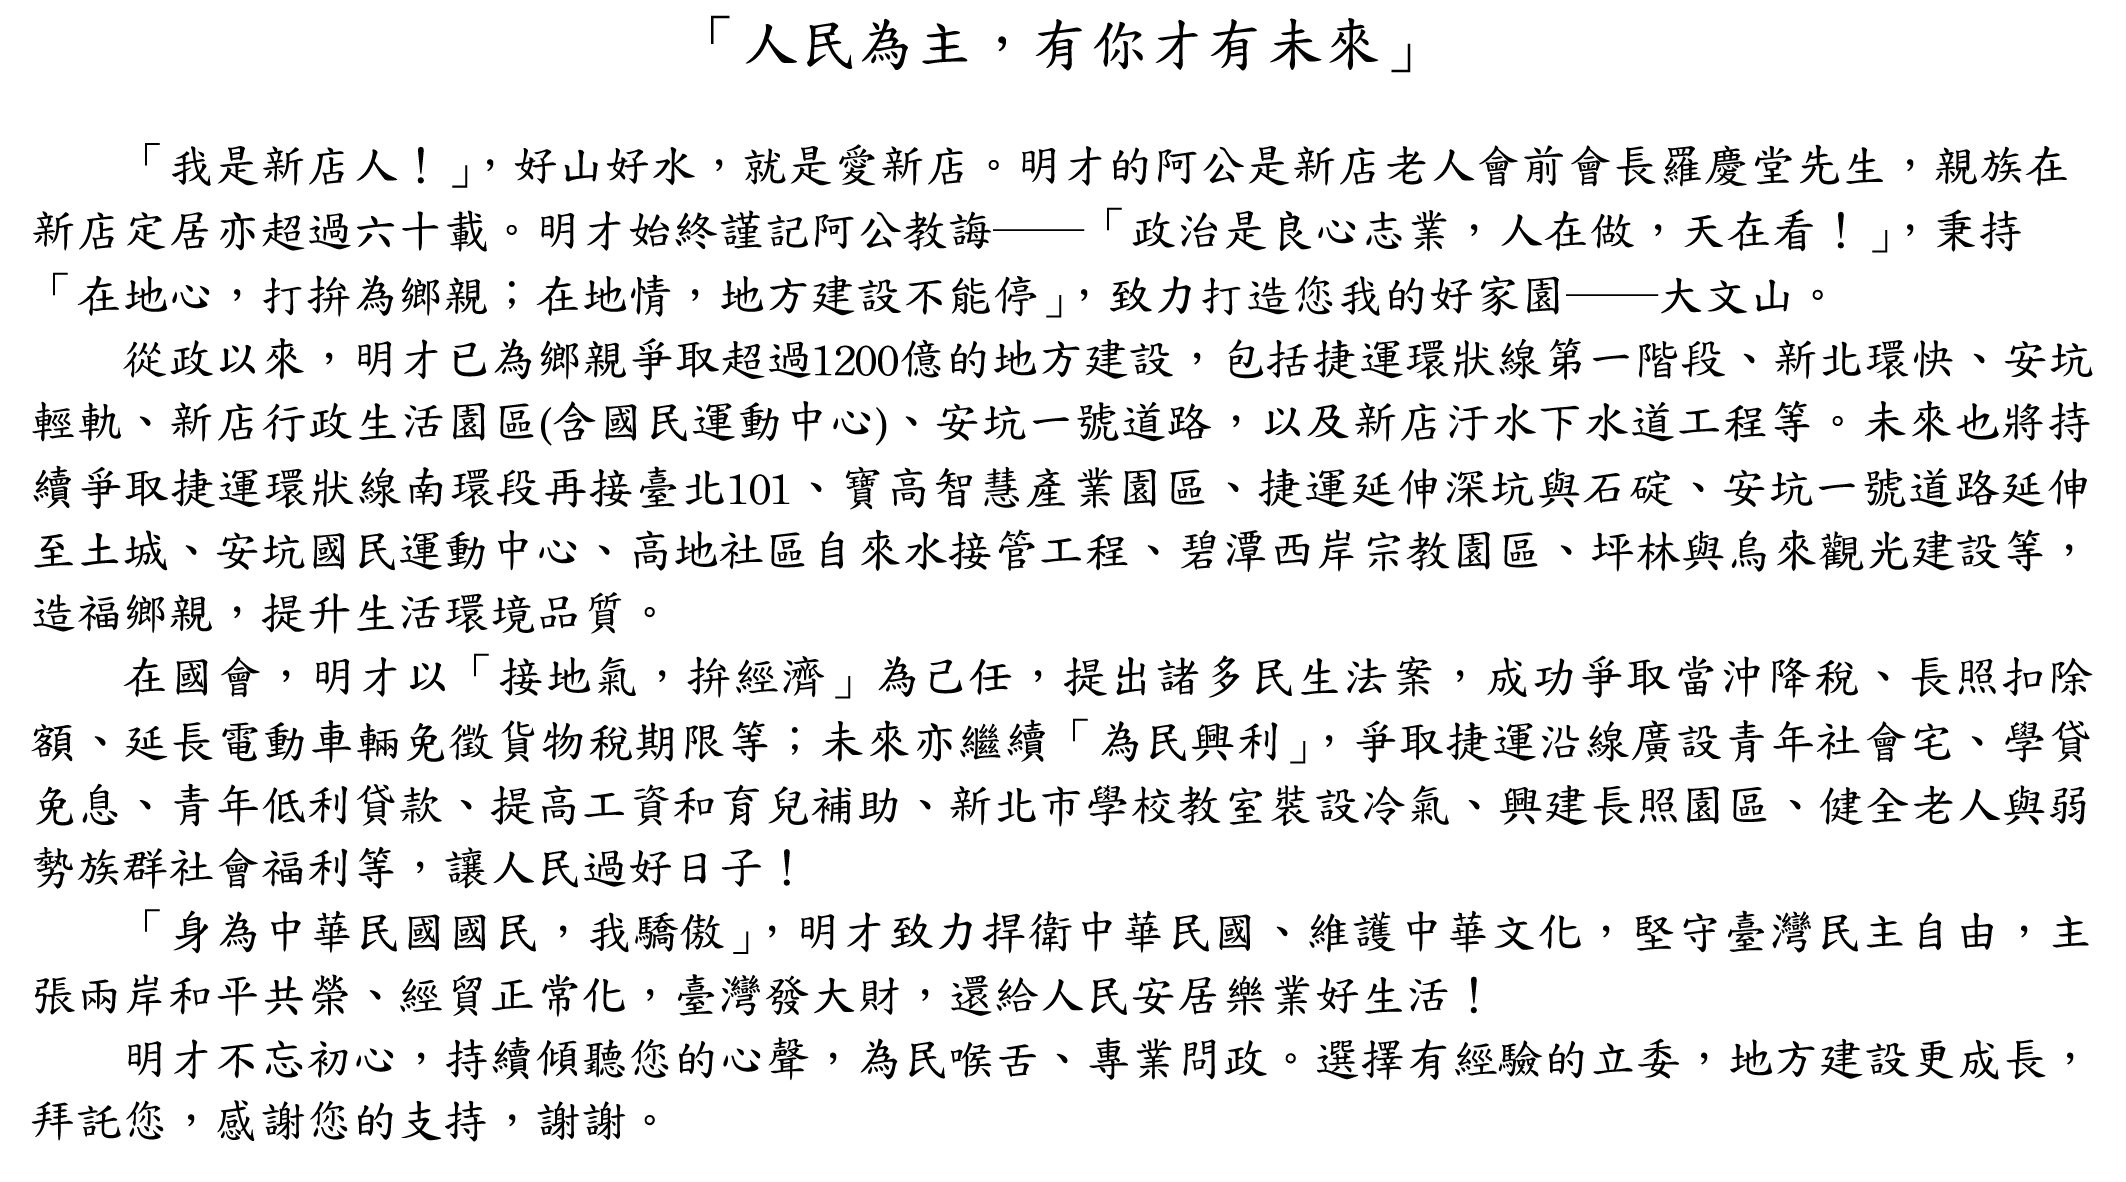 「人民為主，有你才有未來」
「我是新店人！」，好山好水，就是愛新店。明才的阿公是新店老人會前會長羅慶堂先生，親族在
新店定居亦超過六十載。明才始終謹記阿公教誨──「政治是良心志業，人在做，天在看！」，秉持
「在地心，打拚為鄉親；在地情，地方建設不能停」，致力打造您我的好家園──大文山。
從政以來，明才已為鄉親爭取超過1200億的地方建設，包括捷運環狀線第一階段、新北環快、安坑
輕軌、新店行政生活園區(含國民運動中心)、安坑一號道路，以及新店汙水下水道工程等。未來也將持
續爭取捷運環狀線南環段再接臺北101、寶高智慧產業園區、捷運延伸深坑與石碇、安坑一號道路延伸
至土城、安坑國民運動中心、高地社區自來水接管工程、碧潭西岸宗教園區、坪林與烏來觀光建設等，
造福鄉親，提升生活環境品質。
在國會，明才以「接地氣，拚經濟」為己任，提出諸多民生法案，成功爭取當沖降稅、長照扣除
額、延長電動車輛免徵貨物稅期限等；未來亦繼續「為民興利」，爭取捷運沿線廣設青年社會宅、學貸
免息、青年低利貸款、提高工資和育兒補助、新北市學校教室裝設冷氣、興建長照園區、健全老人與弱
勢族群社會福利等，讓人民過好日子！
「身為中華民國國民，我驕傲」，明才致力捍衛中華民國、維護中華文化，堅守臺灣民主自由，主
張兩岸和平共榮、經貿正常化，臺灣發大財，還給人民安居樂業好生活！
明才不忘初心，持續傾聽您的心聲，為民喉舌、專業問政。選擇有經驗的立委，地方建設更成長，
拜託您，感謝您的支持，謝謝。